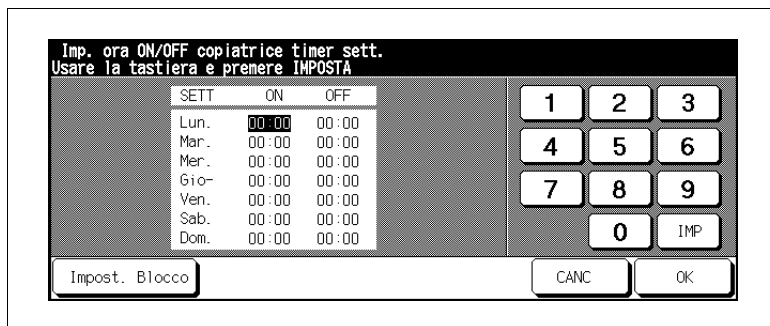 Imp. ora ON/OFF copiatrice timer sett.
Usare la tastiera e premere IMPOSTA
SETT ON OFF
Lun. 00:00 00:00
Mar. 00:00 00:00
Mer. 00:00 00:00
Gio- 00:00 00:00
Ven. 00:00 00:00
Sab. 00:00 00:00
Dom. 00:00 00:00
1 2 3
4 5 6
7 8 9
0 IMP
Impost. Blocco CANC OK